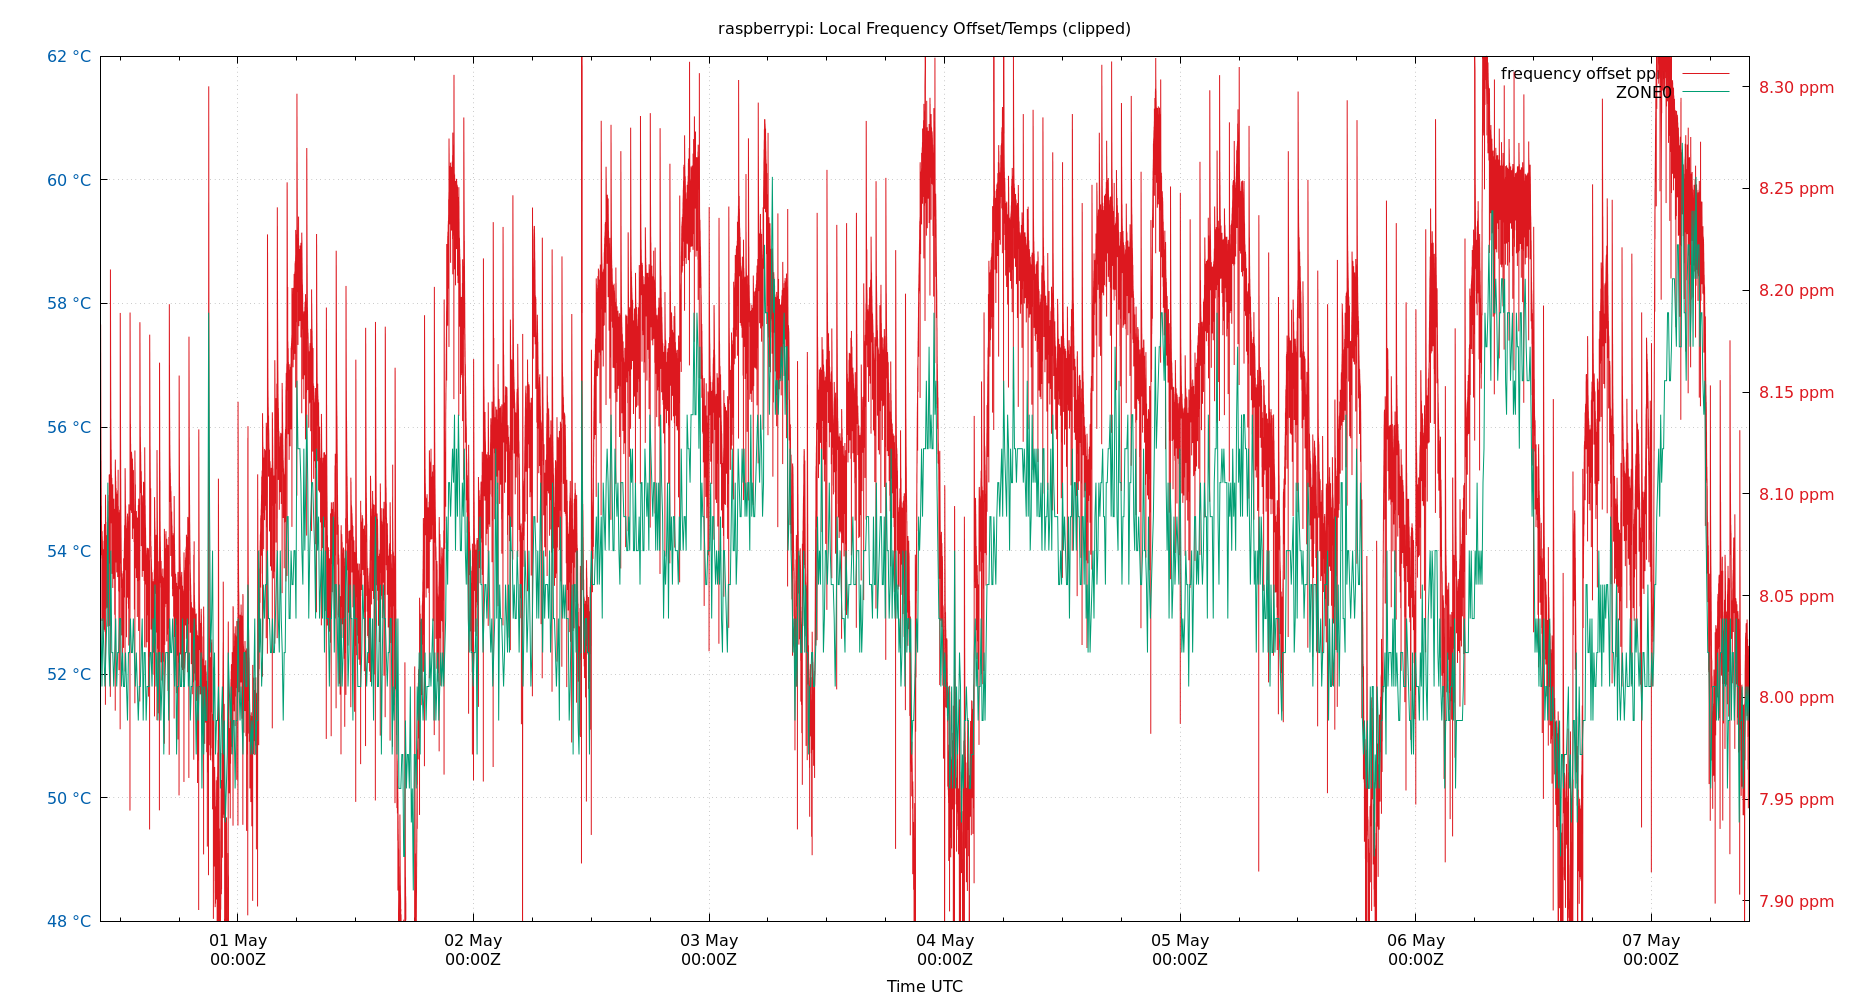 raspberrypi: Local Frequency Offset/Temps (clipped)
62 °C
60 °C
58 °C
56 °C
54 °C
52 °C
50 °C
48 °C
frequency offset pp
ZONE0
8.30 ppm
8.25 ppm
8.20 ppm
8.15 ppm
8.10 ppm
8.05 ppm
8.00 ppm
7.95 ppm
7.90 ppm
01 May 02 May 03 May 04 May 05 May 06 May 07 May
00:00Z 00:00Z 00:00Z 00:00Z 00:00Z 00:00Z 00:00Z
Time UTC